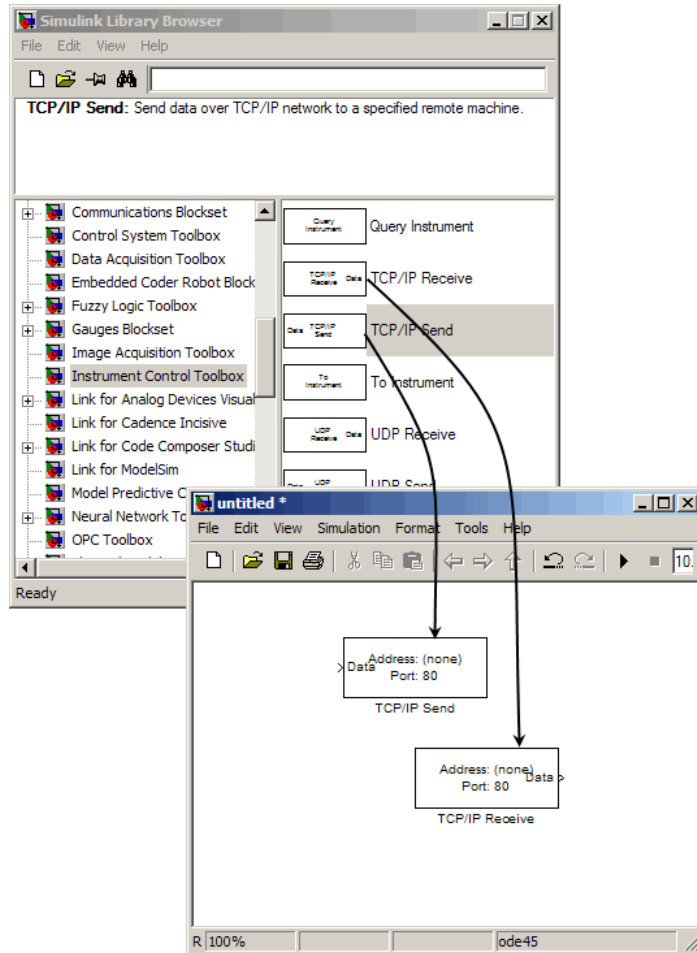 Simulink Library Browser
File Edit View Help
TCP/IP Send: Send data over TCP/IP network to a specified remote machine.
Communications Blockset
Control System Toolbox
Data Acquisition Toolbox
Embedded Coder Robot Block
Fuzzy Logic Toolbox
Gauges Blockset
Image Acquisition Toolbox
Instrument Control Toolbox
Link for Analog Devices Visual
Link for Cadence Incisive
Link for Code Composer Studi
Link for ModelSim
Model Predictive C
Neural Network To
OPC Toolbox
Query Instrument
Query Instrument
TCP/IP Receive Data
TCP/IP Receive
Data TCP/IP Send
TCP/IP Send
To Instrument
To Instrument
UDP Receive Data
UDP Receive
UDP
UDP Send
Ready
untitled *
File Edit View Simulation Format Tools Help
10.
Data
Address: (none)
Port: 80
TCP/IP Send
Address: (none)
Port: 80
Data
TCP/IP Receive
R 100%
ode45